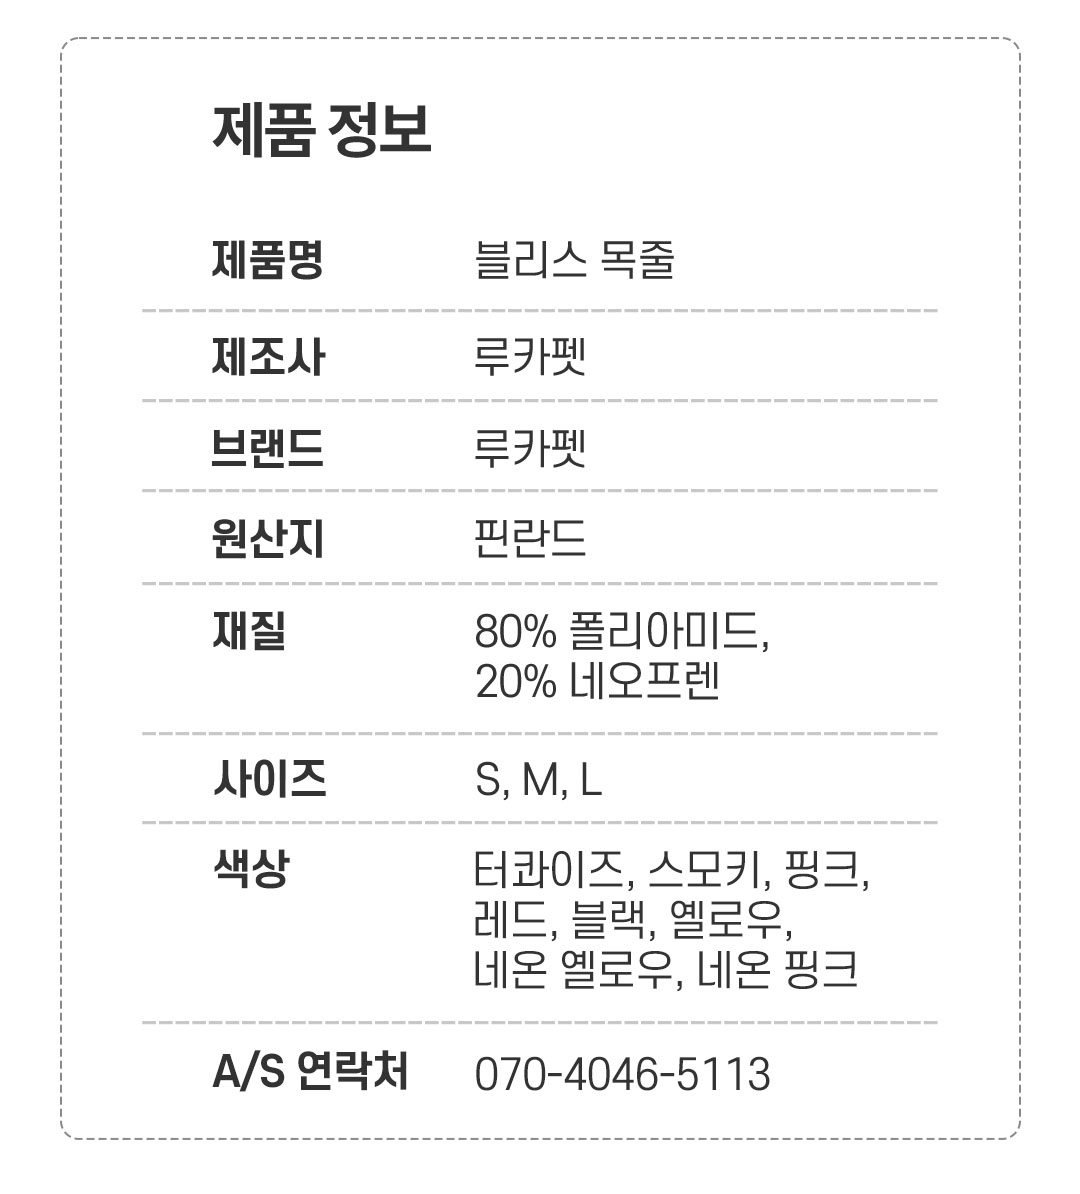 제품 정보
제품명 블리스 목줄
제조사 루카펫
브랜드 루카펫
원산지 핀란드
재질 80% 폴리아미드,
20% 네오프렌
사이즈 S, M, L
색상 터콰이즈, 스모키, 핑크,
레드, 블랙, 옐로우,
네온 옐로우, 네온 핑크
A/S 연락처 070-4046-5113